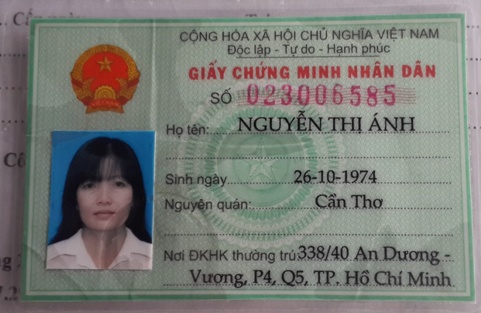 CỘNG HÒA XÃ HỘI CHỦ NGHĨA VIỆT NAM
Độc lập - Tự do - Hạnh phúc
GIẤY CHỨNG MINH NHÂN DÂN
SỐ 023006585
Họ tên: NGUYỄN THỊ ÁNH
Sinh ngày 26-10-1974
Nguyên quán: Cần Thơ
Nơi ĐKHK thường trú 338/40 An Dương -
Vương, P4, Q5, TP. Hồ Chí Minh